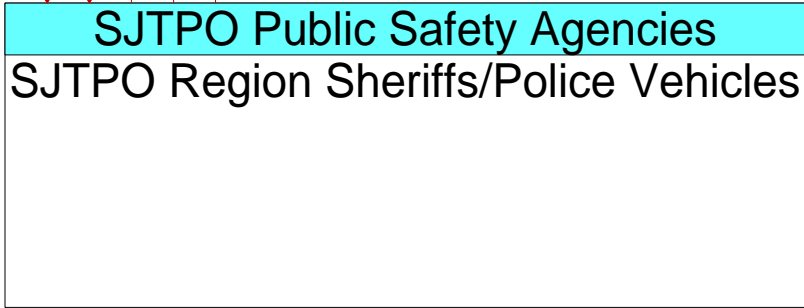 SJTPO Public Safety Agencies
SJTPO Region Sheriffs/Police Vehicles